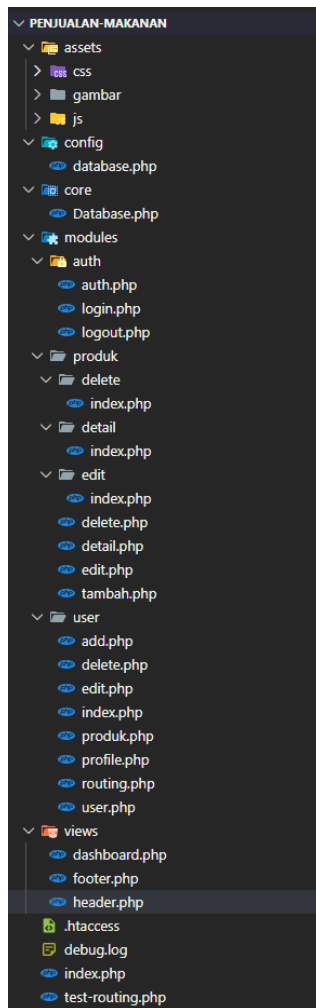 PENJUALAN-MAKANAN
assets
css
gambar
js
config
database.php
core
Database.php
modules
auth
auth.php
login.php
logout.php
produk
delete
index.php
detail
index.php
edit
index.php
delete.php
detail.php
edit.php
tambah.php
user
add.php
delete.php
edit.php
index.php
produk.php
profile.php
routing.php
user.php
views
dashboard.php
footer.php
header.php
.htaccess
debug.log
index.php
test-routing.php